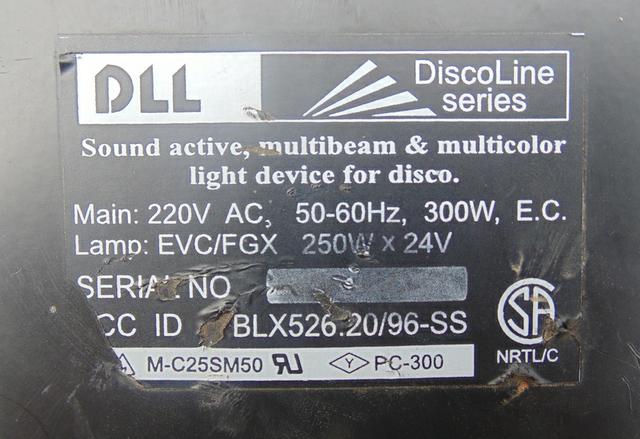 DLL
DiscoLine
series
Sound active, multibeam & multicolor
light device for disco.
Main: 220V AC, 50-60Hz, 300W, E.C.
Lamp: EVC/FGX 250W x 24V
SERIAL NO
CC ID BLX526.20/96-SS
NRTL/C
M-C25SM50 Y PC-300